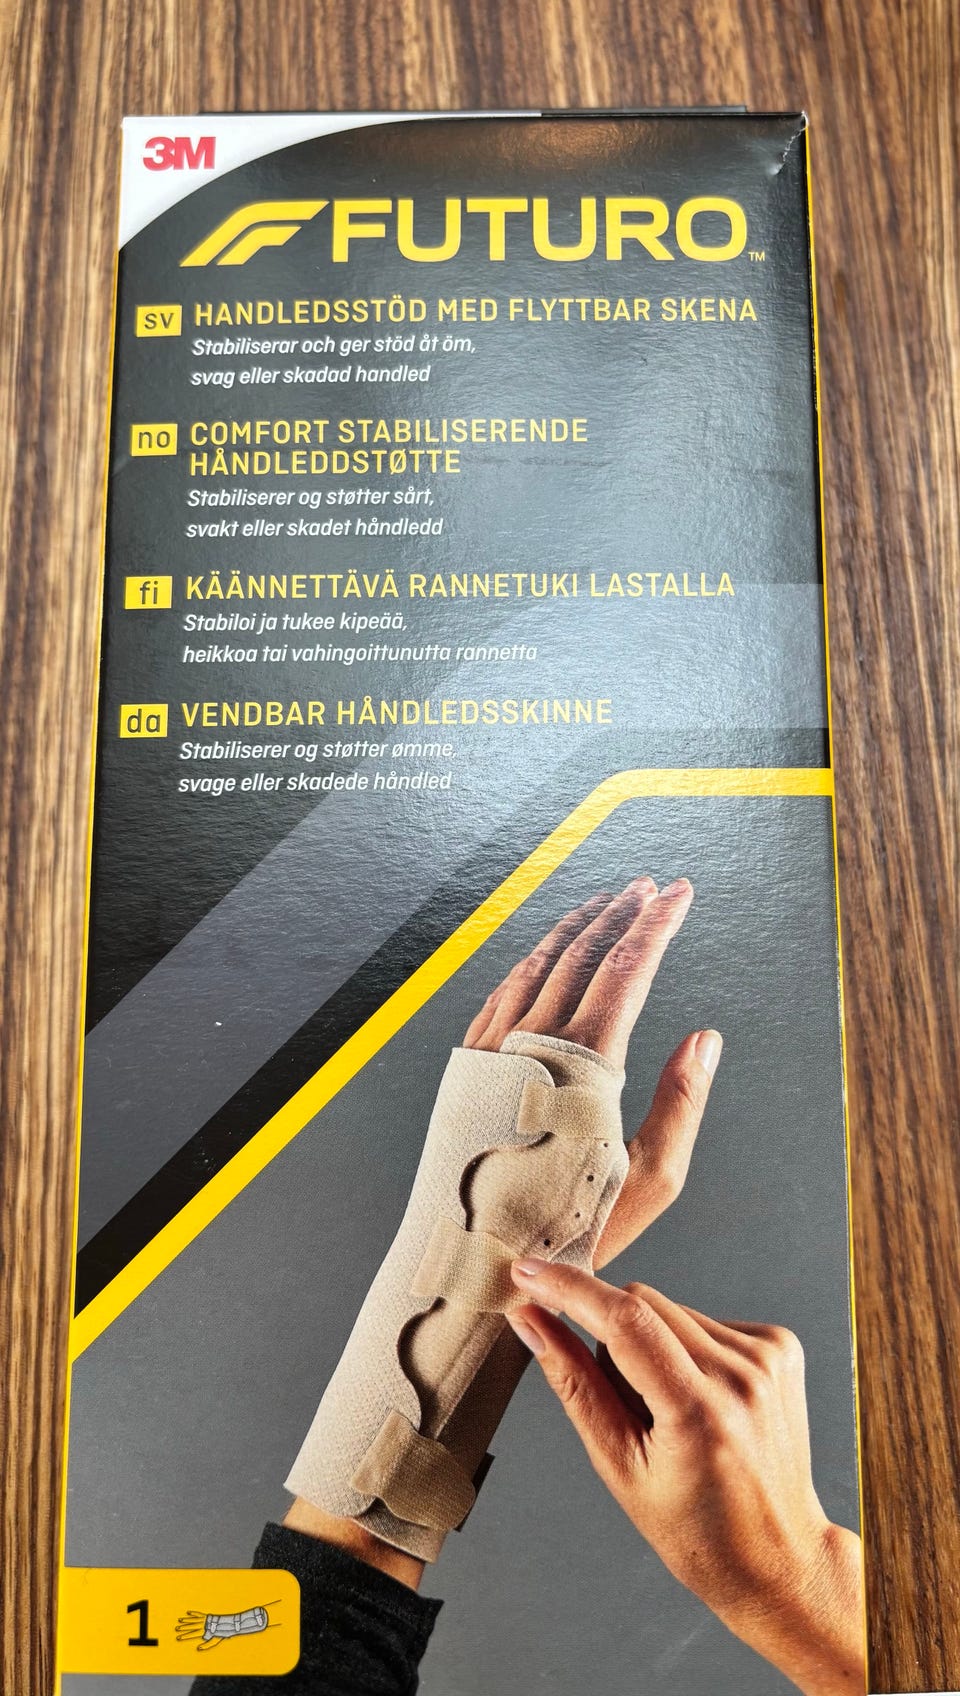 3M
FUTURO™
sv HANDLEDSSTÖD MED FLYTTBAR SKENA
Stabiliserar och ger stöd åt öm,
svag eller skadad handled
no COMFORT STABILISERENDE
HÅNDLEDDSTØTTE
Stabiliserer og støtter sårt,
svakt eller skadet håndledd
fi KÄÄNNETTÄVÄ RANNETUKI LASTALLA
Stabiloi ja tukee kipeää,
heikkoa tai vahingoittunutta rannetta
da VENDBAR HÅNDLEDSSKINNE
Stabiliserer og støtter ømme,
svage eller skadede håndled
1